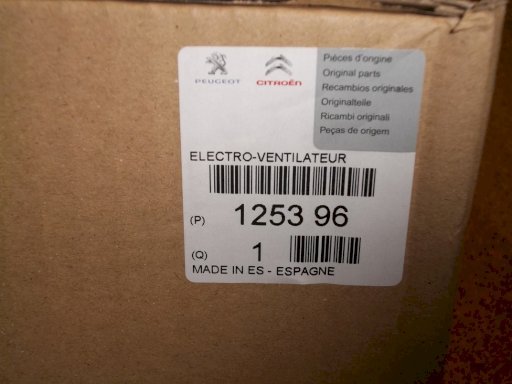 PEUGEOT
CITROËN
Pièces d'origine
Original parts
Recambios originales
Originalteile
Ricambi originali
Peças de origem
ELECTRO-VENTILATEUR
(P) 1253 96
(Q) 1
MADE IN ES - ESPAGNE